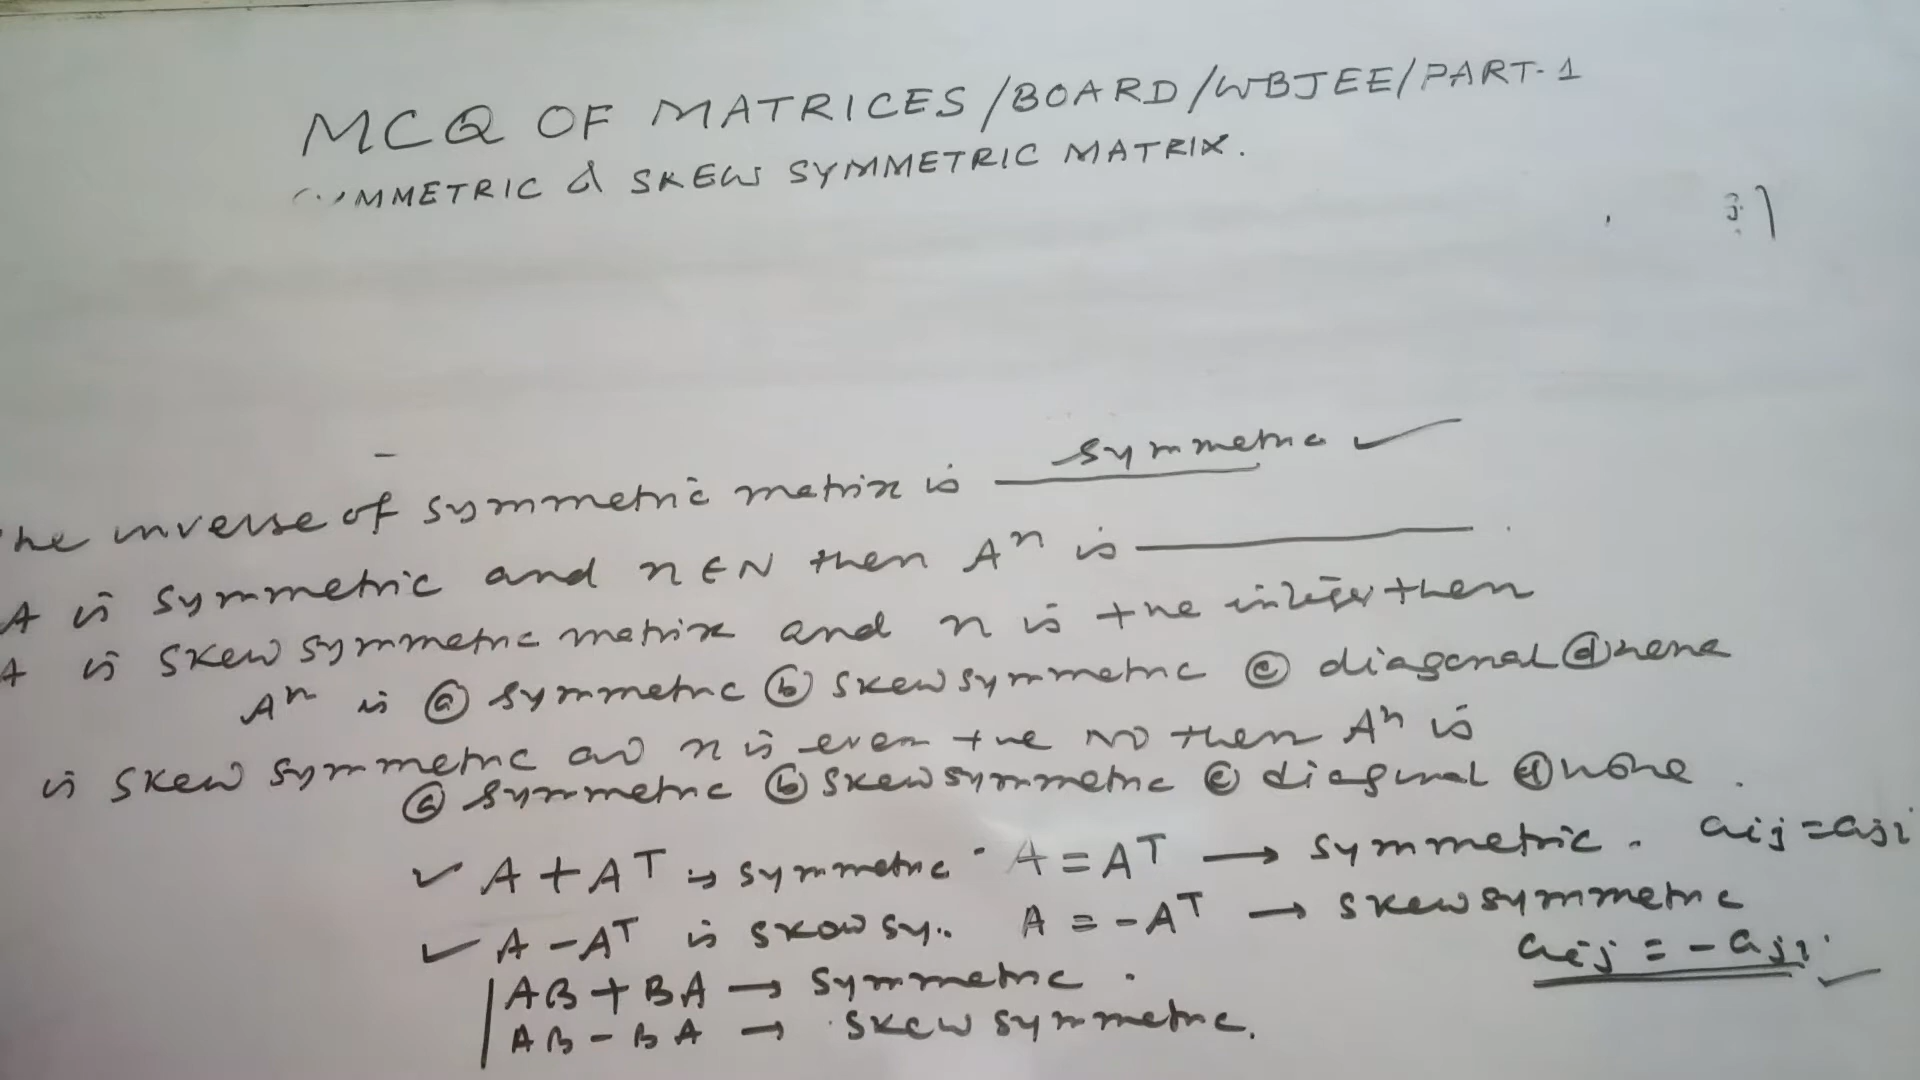 MCQ OF MATRICES/BOARD/WBJEE/PART-1
MMETRIC & SKEW SYMMETRIC MATRIX.
he inverse of symmetric matrix is symmetric ✓
A is symmetric and n ∈ N then Aⁿ is
A is skew symmetric matrix and n is +ve integer then
Aⁿ is ⓐ symmetric ⓑ skew symmetric ⓒ diagonal ⓓ none
is skew symmetric and n is even +ve No then Aⁿ is
ⓐ symmetric ⓑ skew symmetric ⓒ diagonal ⓓ none.
✓ A + Aᵀ is symmetric. A = Aᵀ → symmetric. aij = aji
✓ A - Aᵀ is skew sy.. A = -Aᵀ → skew symmetric
aij = -aji ✓
AB + BA → symmetric.
AB - BA → skew symmetric.